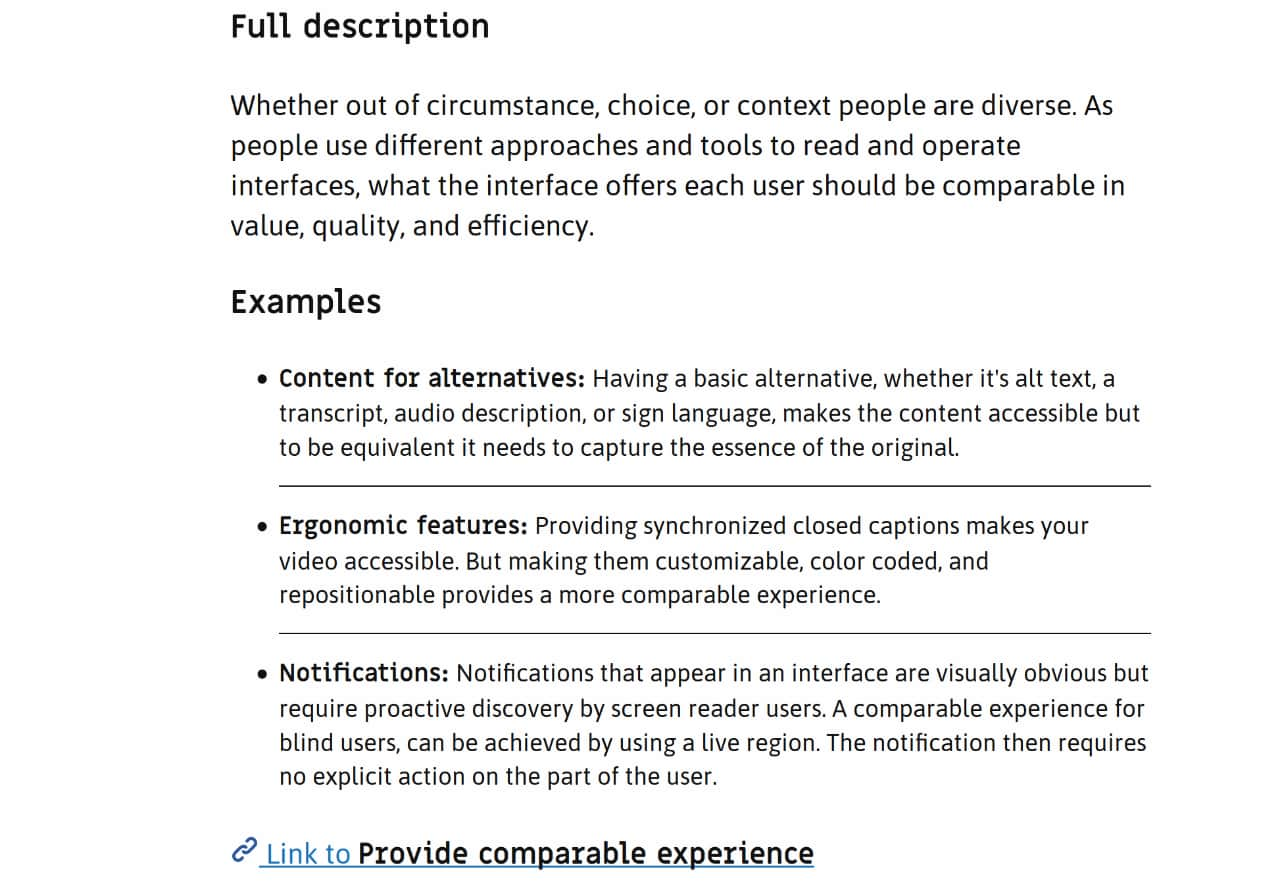 Full description
Whether out of circumstance, choice, or context people are diverse. As
people use different approaches and tools to read and operate
interfaces, what the interface offers each user should be comparable in
value, quality, and efficiency.
Examples
• Content for alternatives: Having a basic alternative, whether it's alt text, a
transcript, audio description, or sign language, makes the content accessible but
to be equivalent it needs to capture the essence of the original.
• Ergonomic features: Providing synchronized closed captions makes your
video accessible. But making them customizable, color coded, and
repositionable provides a more comparable experience.
• Notifications: Notifications that appear in an interface are visually obvious but
require proactive discovery by screen reader users. A comparable experience for
blind users, can be achieved by using a live region. The notification then requires
no explicit action on the part of the user.
Link to Provide comparable experience